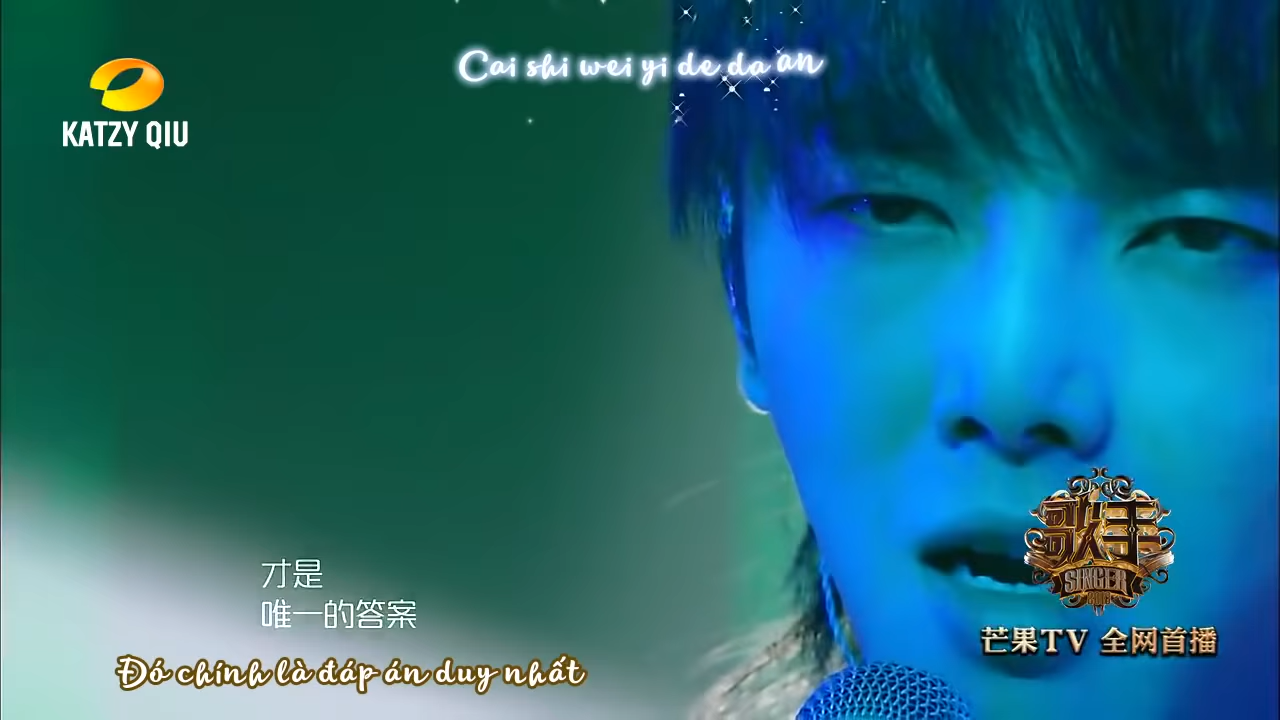 Cai shi wei yi de da an
KATZY QIU
才是
唯一的答案
Đó chính là đáp án duy nhất
歌手
SINGER
芒果TV 全网首播